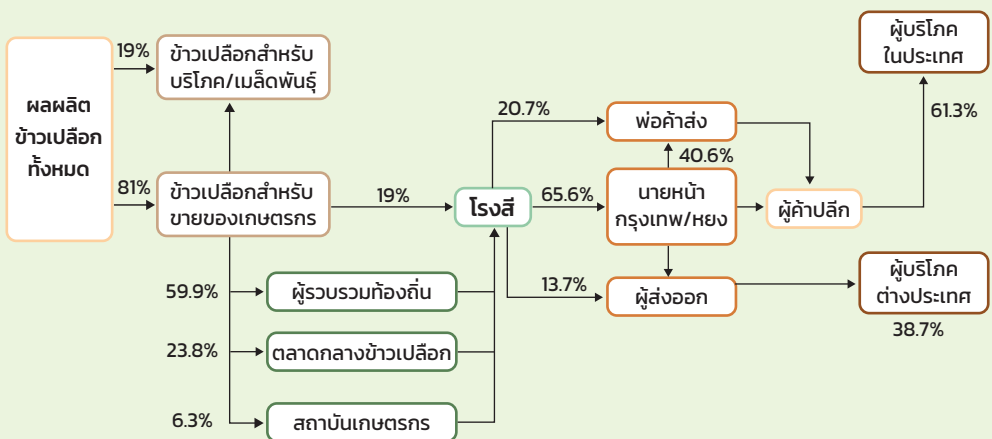 ผลผลิต
ข้าวเปลือก
ทั้งหมด
19%
ข้าวเปลือกสำหรับ
บริโภค/เมล็ดพันธุ์
81%
ข้าวเปลือกสำหรับ
ขายของเกษตรกร
19%
โรงสี
59.9%
ผู้รวบรวมท้องถิ่น
23.8%
ตลาดกลางข้าวเปลือก
6.3%
สถาบันเกษตรกร
20.7%
พ่อค้าส่ง
40.6%
65.6%
นายหน้า
กรุงเทพ/หยง
13.7%
ผู้ส่งออก
ผู้ค้าปลีก
ผู้บริโภค
ในประเทศ
61.3%
ผู้บริโภค
ต่างประเทศ
38.7%